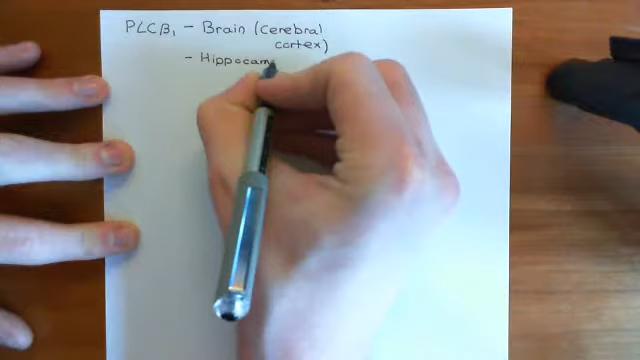 PLCβ₁ - Brain (cerebral
cortex)
- Hippocam